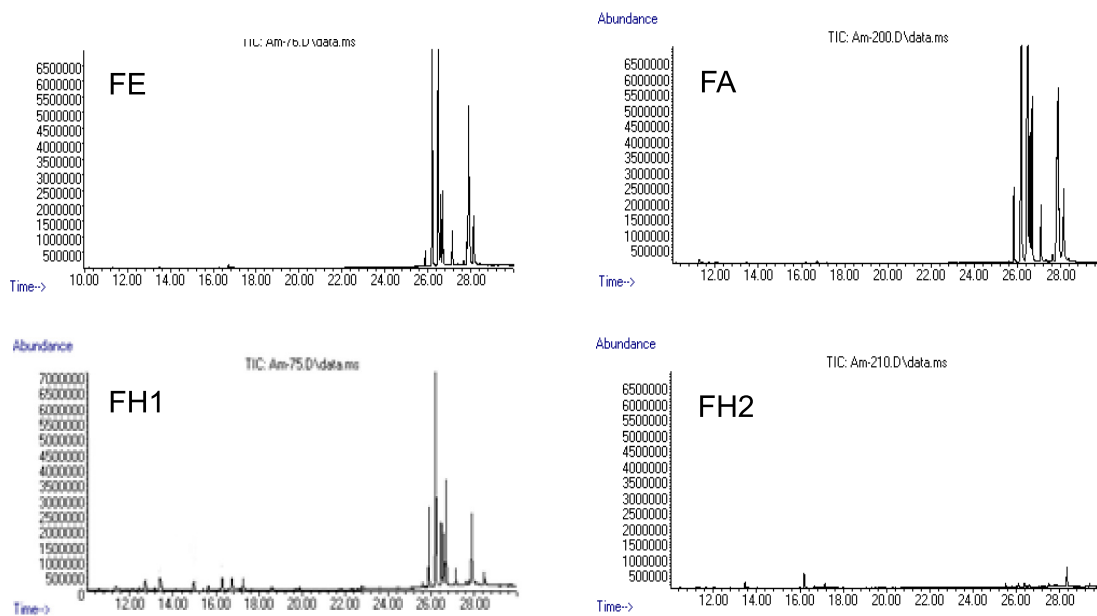 TIC: Am-76.D\data.ms
FE
6500000
6000000
5500000
5000000
4500000
4000000
3500000
3000000
2500000
2000000
1500000
1000000
500000
10.00 12.00 14.00 16.00 18.00 20.00 22.00 24.00 26.00 28.00
Time-->
Abundance
TIC: Am-200.D\data.ms
FA
6500000
6000000
5500000
5000000
4500000
4000000
3500000
3000000
2500000
2000000
1500000
1000000
500000
12.00 14.00 16.00 18.00 20.00 22.00 24.00 26.00 28.00
Time-->
Abundance
TIC: Am-75.D\data.ms
FH1
7000000
6500000
6000000
5500000
5000000
4500000
4000000
3500000
3000000
2500000
2000000
1500000
1000000
500000
0
12.00 14.00 16.00 18.00 20.00 22.00 24.00 26.00 28.00
Time-->
Abundance
TIC: Am-210.D\data.ms
FH2
6500000
6000000
5500000
5000000
4500000
4000000
3500000
3000000
2500000
2000000
1500000
1000000
500000
12.00 14.00 16.00 18.00 20.00 22.00 24.00 26.00 28.00
Time-->